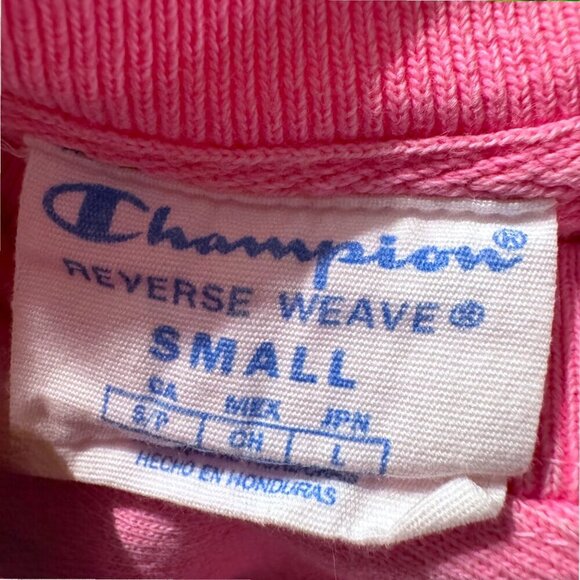 Champion®
REVERSE WEAVE®
SMALL
CA MEX JPN
S/P CH L
HECHO EN HONDURAS